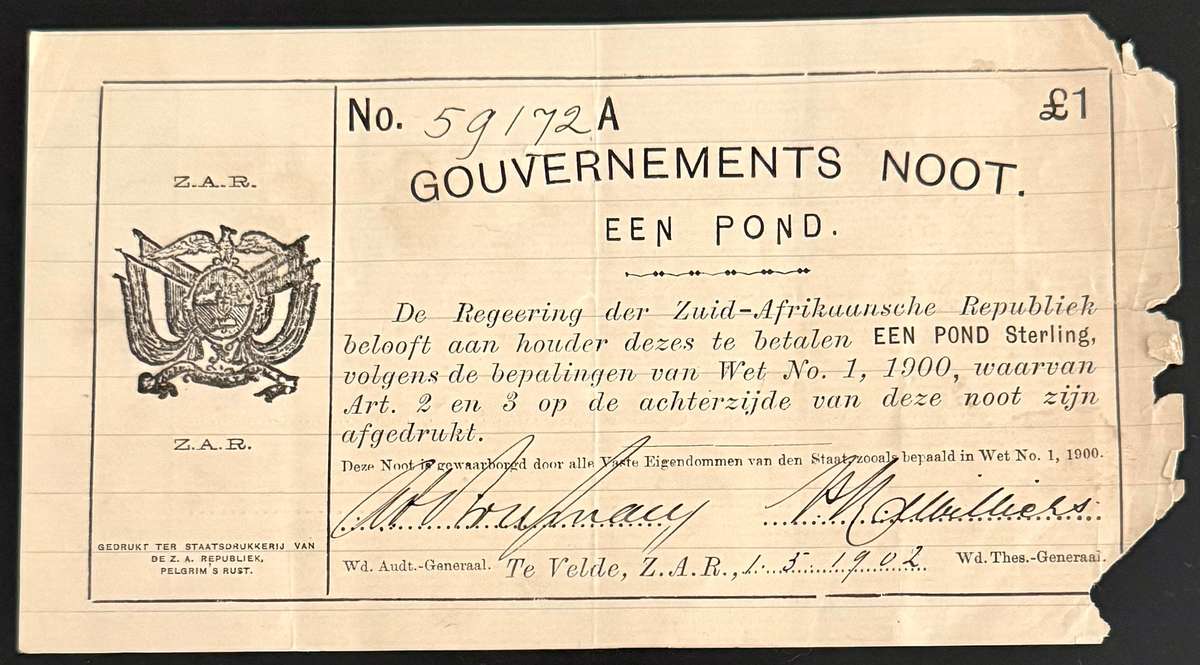 No. 59172 A £1
GOUVERNEMENTS NOOT.
EEN POND.
Z.A.R.
De Regeering der Zuid-Afrikaansche Republiek
belooft aan houder dezes te betalen EEN POND Sterling,
volgens de bepalingen van Wet No. 1, 1900, waarvan
Art. 2 en 3 op de achterzijde van deze noot zijn
afgedrukt.
Z.A.R.
Deze Noot is gewaarborgd door alle Vaste Eigendommen van den Staat, zooals bepaald in Wet No. 1, 1900.
GEDRUKT TER STAATSDRUKKERIJ VAN
DE Z. A. REPUBLIEK,
PELGRIM'S RUST.
Wd. Audt.-Generaal. Te Velde, Z.A.R., 1. 5. 1902 Wd. Thes.-Generaal.